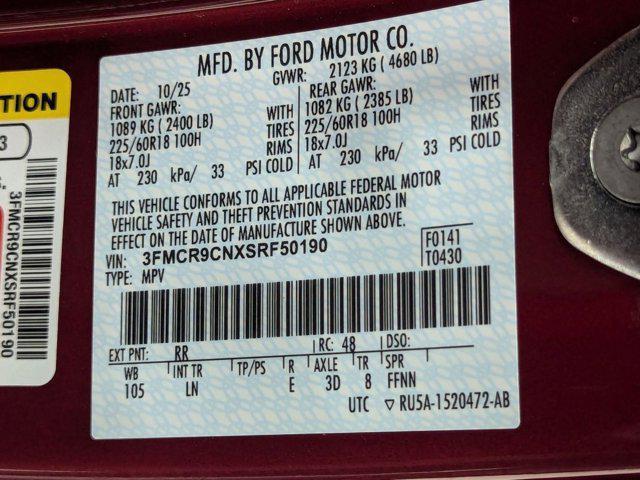 MFD. BY FORD MOTOR CO.
DATE: 10/25
GVWR: 2123 KG ( 4680 LB)
FRONT GAWR: WITH
1089 KG ( 2400 LB) TIRES
225/60R18 100H RIMS
18x7.0J
AT 230 kPa/ 33 PSI COLD
REAR GAWR: WITH
1082 KG ( 2385 LB) TIRES
225/60R18 100H RIMS
18x7.0J
AT 230 kPa/ 33 PSI COLD
THIS VEHICLE CONFORMS TO ALL APPLICABLE FEDERAL MOTOR
VEHICLE SAFETY AND THEFT PREVENTION STANDARDS IN
EFFECT ON THE DATE OF MANUFACTURE SHOWN ABOVE.
VIN: 3FMCR9CNXSRF50190
TYPE: MPV
F0141
T0430
EXT PNT: RR RC: 48 DSO:
WB INT TR TP/PS R AXLE TR SPR
105 LN E 3D 8 FFNN
UTC ▽ RU5A-1520472-AB
TION
3
3FMCR9CNXSRF50190